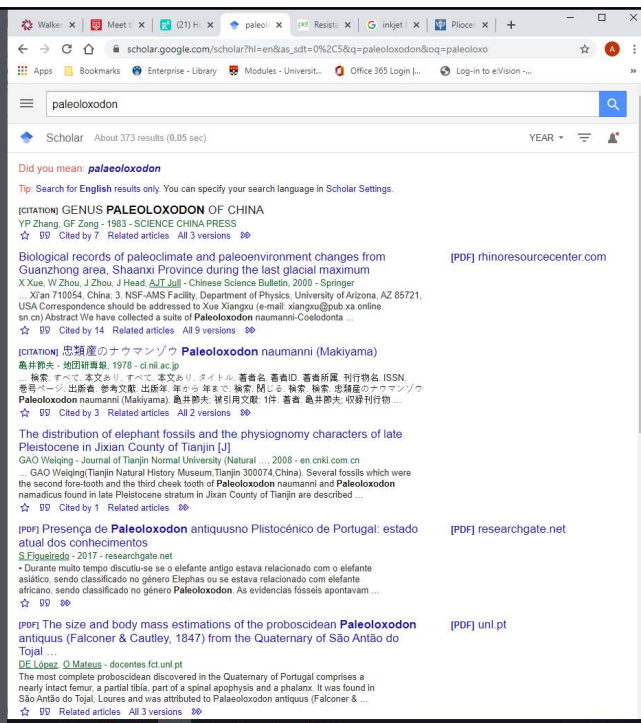 Walke
Meet t
(21) H
paleol
Resista
inkjet
Plioce
scholar.google.com/scholar?hl=en&as_sdt=0%2C5&q=paleoloxodon&oq=paleoloxo
A
Apps Bookmarks Enterprise - Library Modules - Universit... Office 365 Login |... Log-in to e:Vision -...
paleoloxodon
Scholar About 373 results (0.05 sec) YEAR
Did you mean: palaeoloxodon
Tip: Search for English results only. You can specify your search language in Scholar Settings.
[CITATION] GENUS PALEOLOXODON OF CHINA
YP Zhang, GF Zong - 1983 - SCIENCE CHINA PRESS
Cited by 7 Related articles All 3 versions
Biological records of paleoclimate and paleoenvironment changes from
Guanzhong area, Shaanxi Province during the last glacial maximum
[PDF] rhinoresourcecenter.com
X Xue, W Zhou, J Zhou, J Head, AJT Jull - Chinese Science Bulletin, 2000 - Springer
... Xi'an 710054, China; 3. NSF-AMS Facility, Department of Physics, University of Arizona, AZ 85721,
USA Correspondence should be addressed to Xue Xiangxu (e-mail: xiangxu@pub.xa.online.
sn.cn) Abstract We have collected a suite of Paleoloxodon naumanni-Coelodonta ...
Cited by 14 Related articles All 9 versions
[CITATION] 忠類産のナウマンゾウ Paleoloxodon naumanni (Makiyama)
亀井節夫 - 地団研專報, 1978 - ci.nii.ac.jp
... 検索. すべて. 本文あり. すべて. 本文あり. タイトル. 著者名. 著者ID. 著者所属. 刊行物名. ISSN.
巻号ページ. 出版者. 参考文献. 出版年. 年から 年まで. 検索. 閉じる. 検索. 検索. 忠類産のナウマンゾウ
Paleoloxodon naumanni (Makiyama). 亀井節夫; 被引用文献: 1件. 著者. 亀井節夫; 収録刊行物 ...
Cited by 3 Related articles All 2 versions
The distribution of elephant fossils and the physiognomy characters of late
Pleistocene in Jixian County of Tianjin [J]
GAO Weiqing - Journal of Tianjin Normal University (Natural ..., 2008 - en.cnki.com.cn
... GAO Weiqing(Tianjin Natural History Museum,Tianjin 300074,China). Several fossils which were
the second fore-tooth and the third cheek tooth of Paleoloxodon naumanni and Paleoloxodon
namadicus found in late Pleistocene stratum in Jixan County of Tianjin are described ...
Cited by 1 Related articles
[PDF] Presença de Paleoloxodon antiquusno Plistocénico de Portugal: estado
atual dos conhecimentos
[PDF] researchgate.net
S Figueiredo - 2017 - researchgate.net
• Durante muito tempo discutiu-se se o elefante antigo estava relacionado com o elefante
asiático, sendo classificado no género Elephas ou se estava relacionado com elefante
africano, sendo classificado no género Paleoloxodon. As evidencias fósseis apontavam ...
[PDF] The size and body mass estimations of the proboscidean Paleoloxodon
antiquus (Falconer & Cautley, 1847) from the Quaternary of São Antão do
Tojal ...
[PDF] unl.pt
DE López, O Mateus - docentes.fct.unl.pt
The most complete proboscidean discovered in the Quaternary of Portugal comprises a
nearly intact femur, a partial tibia, part of a spinal apophysis and a phalanx. It was found in
São Antão do Tojal, Loures and was attributed to Palaeoloxodon antiquus (Falconer & ...
Related articles All 3 versions